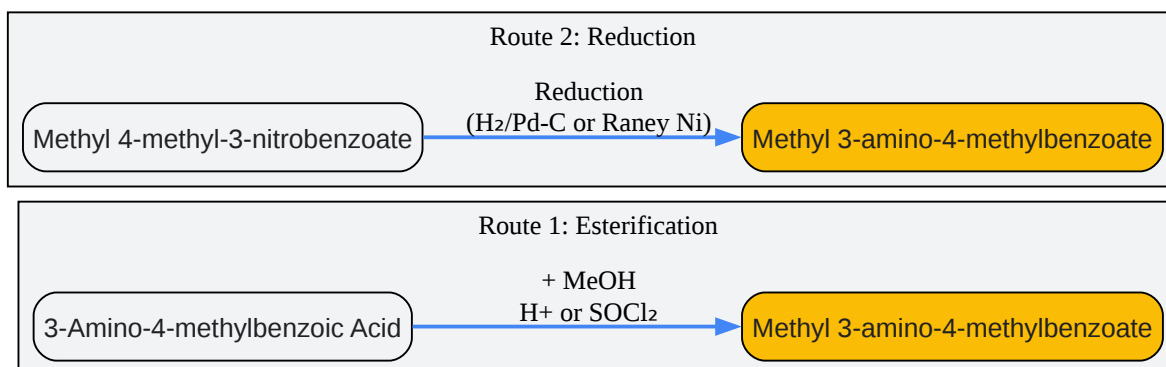 Route 2: Reduction
Reduction
(H₂/Pd-C or Raney Ni)
Methyl 4-methyl-3-nitrobenzoate
Methyl 3-amino-4-methylbenzoate
Route 1: Esterification
+ MeOH
H+ or SOCl₂
3-Amino-4-methylbenzoic Acid
Methyl 3-amino-4-methylbenzoate